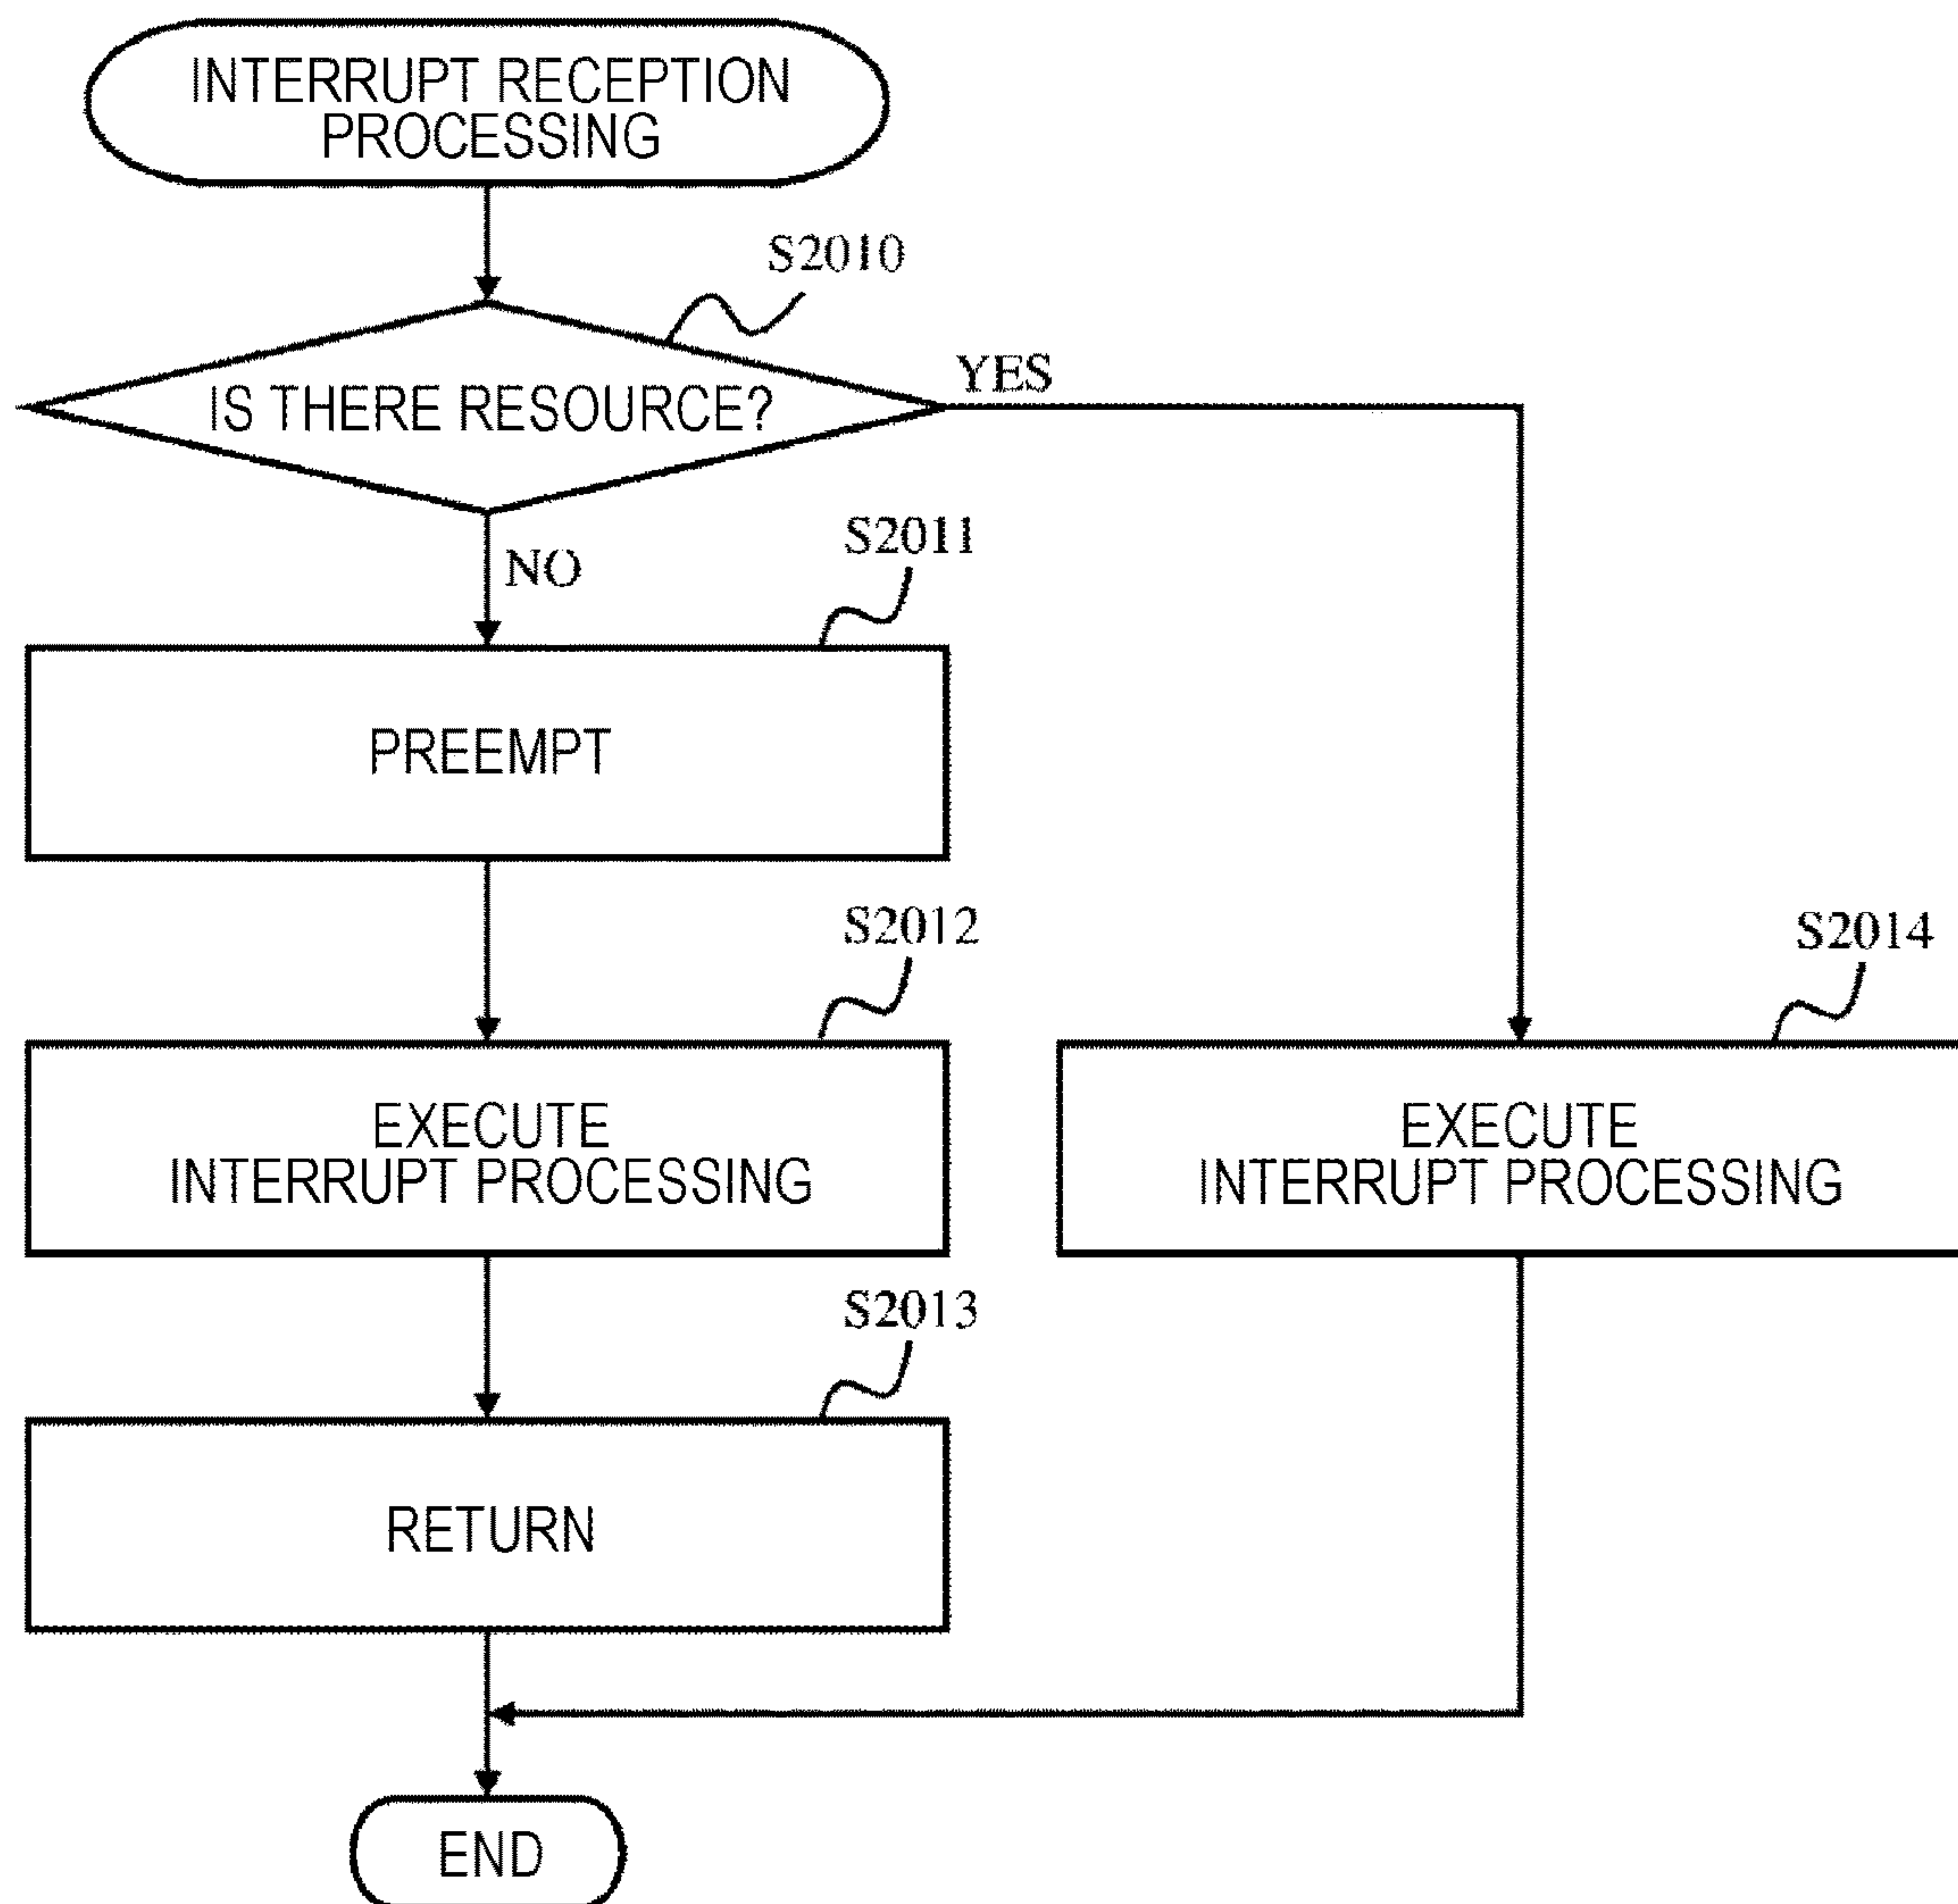 INTERRUPT RECEPTION
PROCESSING
S2010
IS THERE RESOURCE?
YES
NO
S2011
PREEMPT
S2012
EXECUTE
INTERRUPT PROCESSING
S2014
EXECUTE
INTERRUPT PROCESSING
S2013
RETURN
END